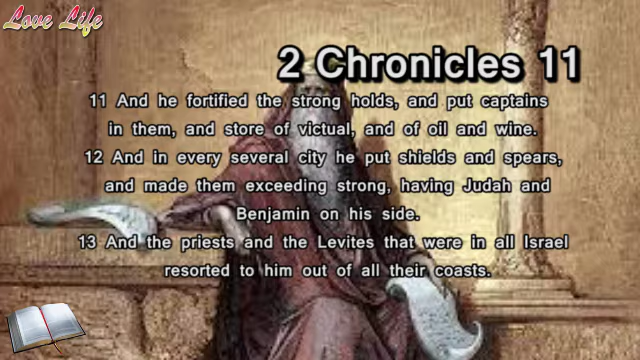 Love Life
2 Chronicles 11
11 And he fortified the strong holds, and put captains
in them, and store of victual, and of oil and wine.
12 And in every several city he put shields and spears,
and made them exceeding strong, having Judah and
Benjamin on his side.
13 And the priests and the Levites that were in all Israel
resorted to him out of all their coasts.